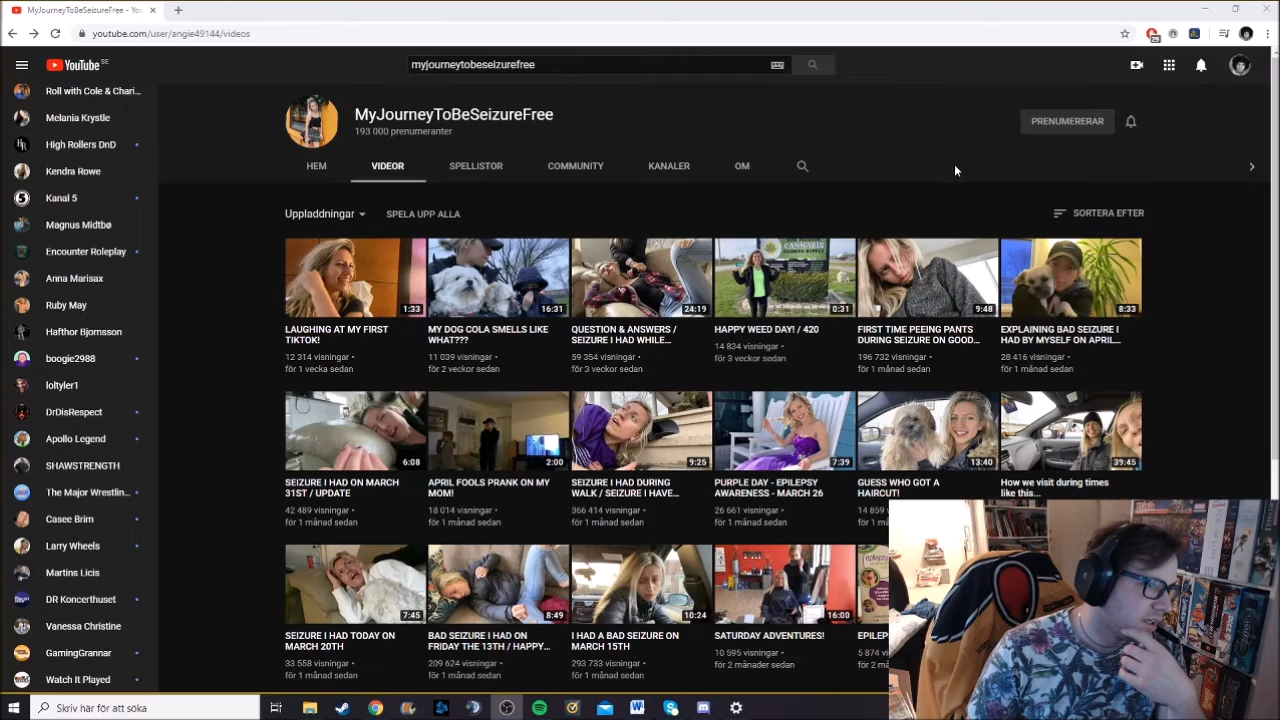 MyJourneyToBeSeizureFree - Yo
youtube.com/user/angie49144/videos
29
YouTube SE
myjourneytobeseizurefree
Roll with Cole & Chari...
Melania Krystle
High Rollers DnD
Kendra Rowe
Kanal 5
Magnus Midtbø
Encounter Roleplay
Anna Marisax
Ruby May
Hafthor Bjornsson
boogie2988
loltyler1
DrDisRespect
Apollo Legend
SHAWSTRENGTH
The Major Wrestlin...
Casee Brim
Larry Wheels
Martins Licis
DR Koncerthuset
Vanessa Christine
GamingGrannar
Watch It Played
MyJourneyToBeSeizureFree
193 000 prenumeranter
PRENUMERERAR
HEM VIDEOR SPELLISTOR COMMUNITY KANALER OM
Uppladdningar SPELA UPP ALLA SORTERA EFTER
1:33
LAUGHING AT MY FIRST
TIKTOK!
12 314 visningar •
för 1 vecka sedan
16:31
MY DOG COLA SMELLS LIKE
WHAT???
11 039 visningar •
för 2 veckor sedan
24:19
QUESTION & ANSWERS /
SEIZURE I HAD WHILE...
59 354 visningar •
för 3 veckor sedan
CANNABIS
0:31
HAPPY WEED DAY! / 420
14 834 visningar •
för 3 veckor sedan
9:48
FIRST TIME PEEING PANTS
DURING SEIZURE ON GOOD...
196 732 visningar •
för 1 månad sedan
8:33
EXPLAINING BAD SEIZURE I
HAD BY MYSELF ON APRIL...
28 416 visningar •
för 1 månad sedan
6:08
SEIZURE I HAD ON MARCH
31ST / UPDATE
42 489 visningar •
för 1 månad sedan
2:00
APRIL FOOLS PRANK ON MY
MOM!
18 014 visningar •
för 1 månad sedan
9:25
SEIZURE I HAD DURING
WALK / SEIZURE I HAVE...
366 414 visningar •
för 1 månad sedan
7:39
PURPLE DAY - EPILEPSY
AWARENESS - MARCH 26
26 661 visningar •
för 1 månad sedan
13:40
GUESS WHO GOT A
HAIRCUT!
14 859
för 1 må
39:45
How we visit during times
like this...
7:45
SEIZURE I HAD TODAY ON
MARCH 20TH
33 558 visningar •
för 1 månad sedan
8:49
BAD SEIZURE I HAD ON
FRIDAY THE 13TH / HAPPY...
209 624 visningar •
för 1 månad sedan
10:24
I HAD A BAD SEIZURE ON
MARCH 15TH
293 733 visningar •
för 1 månad sedan
16:00
SATURDAY ADVENTURES!
10 595 visningar •
för 2 månader sedan
EPILEP
5 874
för 2 må
Skriv här för att söka